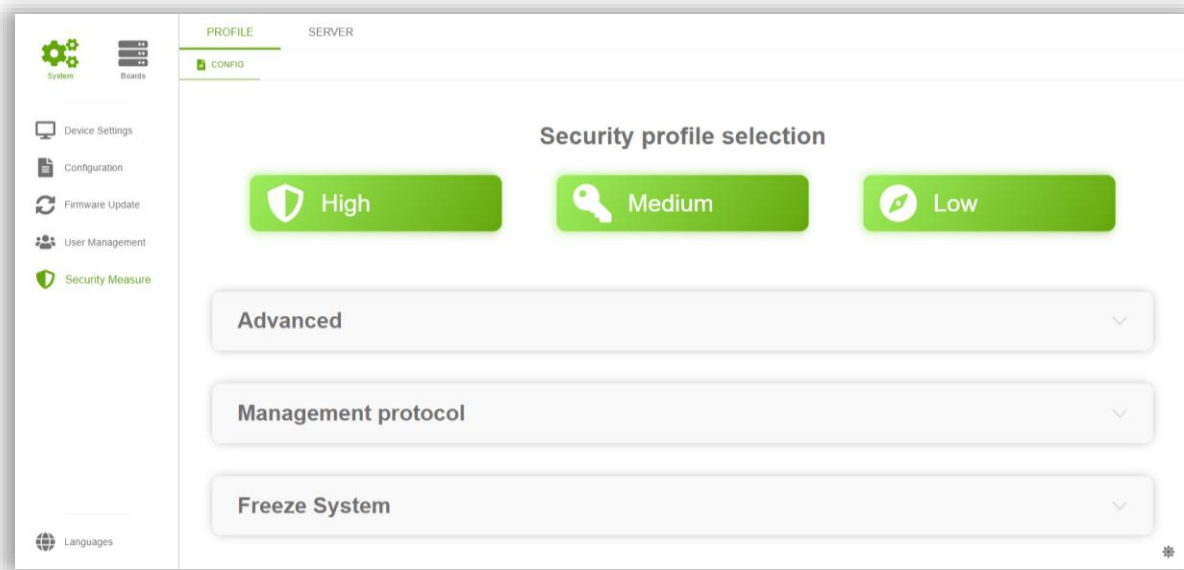 System
Boards
Device Settings
Configuration
Firmware Update
User Management
Security Measure
Languages
PROFILE
SERVER
CONFIG
Security profile selection
High
Medium
Low
Advanced
Management protocol
Freeze System